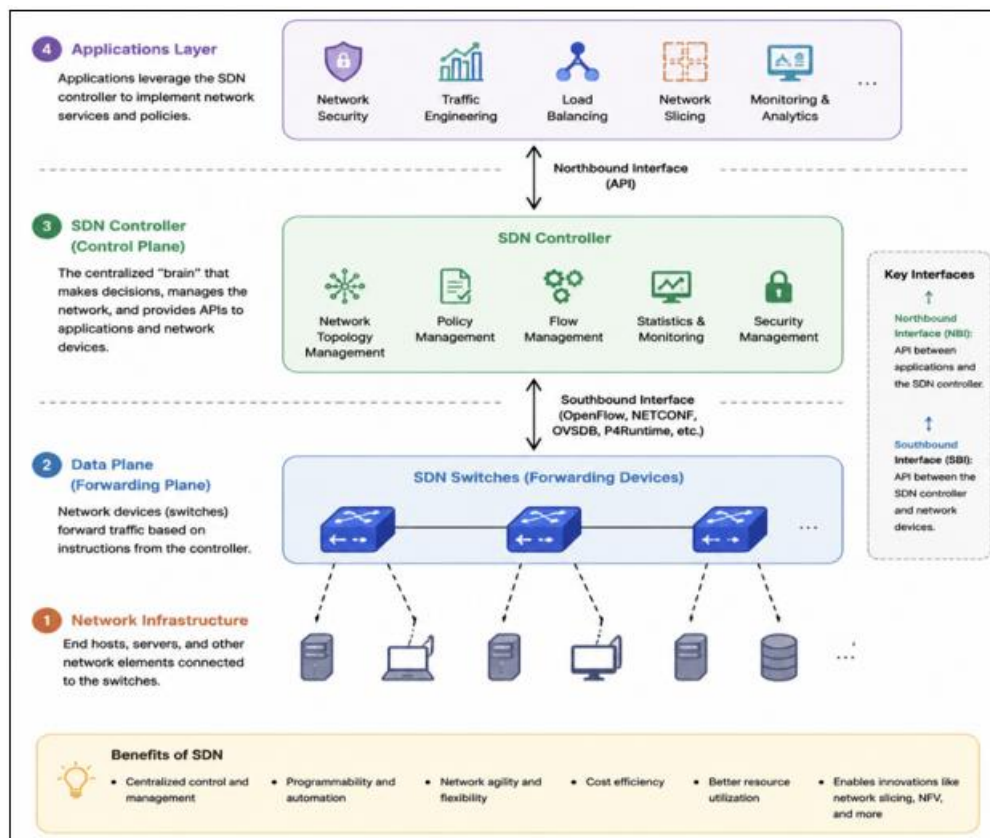 4 Applications Layer
Applications leverage the SDN
controller to implement network
services and policies.
Network
Security
Traffic
Engineering
Load
Balancing
Network
Slicing
Monitoring &
Analytics
...
Northbound Interface
(API)
3 SDN Controller
(Control Plane)
The centralized "brain" that
makes decisions, manages the
network, and provides APIs to
applications and network
devices.
SDN Controller
Network
Topology
Management
Policy
Management
Flow
Management
Statistics &
Monitoring
Security
Management
Key Interfaces
Northbound
Interface (NBI):
API between
applications and
the SDN controller.
Southbound
Interface (SBI):
API between the
SDN controller
and network
devices.
Southbound Interface
(OpenFlow, NETCONF,
OVSDB, P4Runtime, etc.)
2 Data Plane
(Forwarding Plane)
Network devices (switches)
forward traffic based on
instructions from the controller.
SDN Switches (Forwarding Devices)
...
1 Network Infrastructure
End hosts, servers, and other
network elements connected
to the switches.
...
Benefits of SDN
• Centralized control and
management
• Programmability and
automation
• Network agility and
flexibility
• Cost efficiency
• Better resource
utilization
• Enables innovations like
network slicing, NFV,
and more